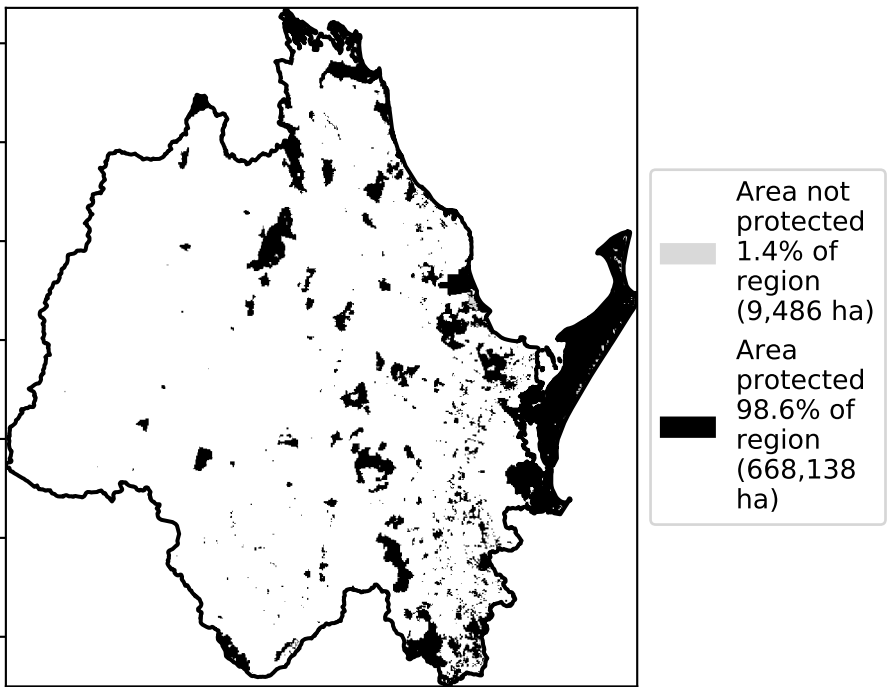 Area not
protected
1.4% of
region
(9,486 ha)
Area
protected
98.6% of
region
(668,138
ha)